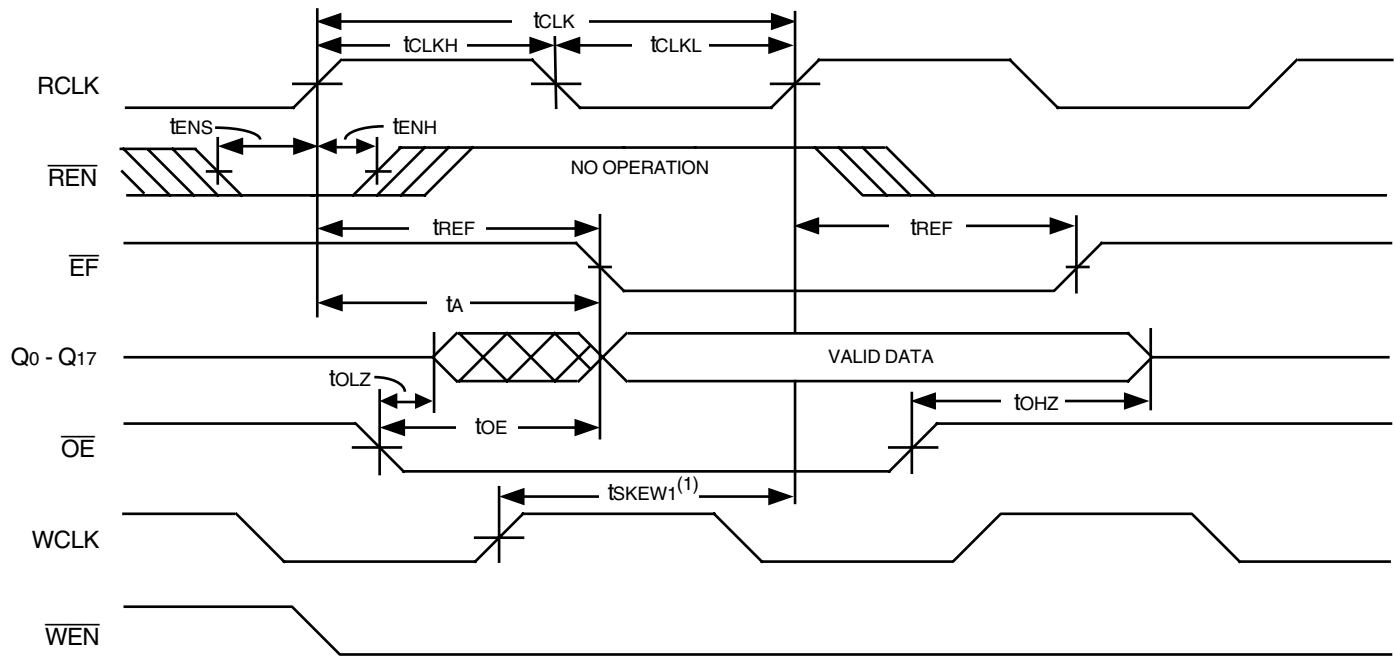 tCLK
tCLKH
tCLKL
RCLK
tENS
tENH
REN
NO OPERATION
tREF
tREF
EF
tA
Q0 - Q17
VALID DATA
tOLZ
tOHZ
tOE
OE
tSKEW1(1)
WCLK
WEN